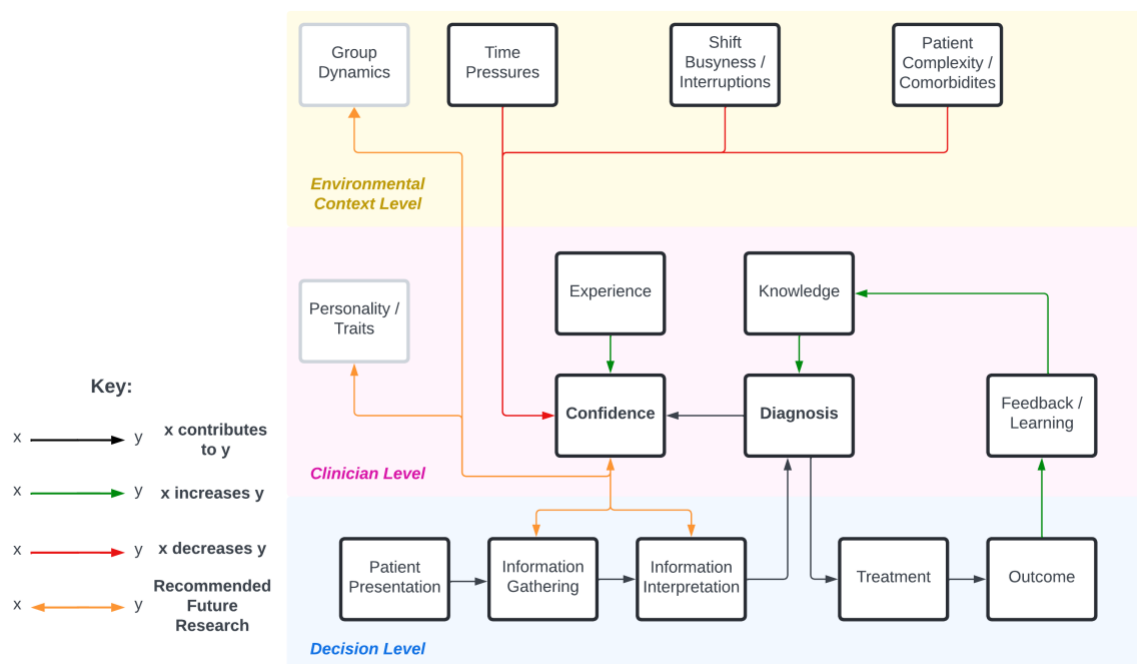 Group
Dynamics
Time
Pressures
Shift
Busyness /
Interruptions
Patient
Complexity /
Comorbidites
Environmental
Context Level
Experience
Knowledge
Personality /
Traits
Confidence
Diagnosis
Feedback /
Learning
Clinician Level
Patient
Presentation
Information
Gathering
Information
Interpretation
Treatment
Outcome
Decision Level
Key:
x y x contributes
to y
x y x increases y
x y x decreases y
x y Recommended
Future
Research